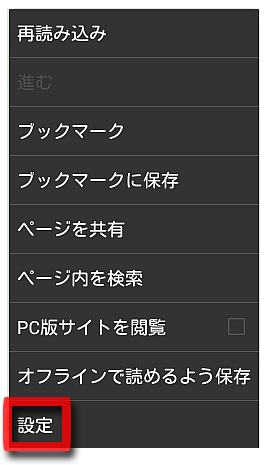 再読み込み
進む
ブックマーク
ブックマークに保存
ページを共有
ページ内を検索
PC版サイトを閲覧
オフラインで読めるよう保存
設定